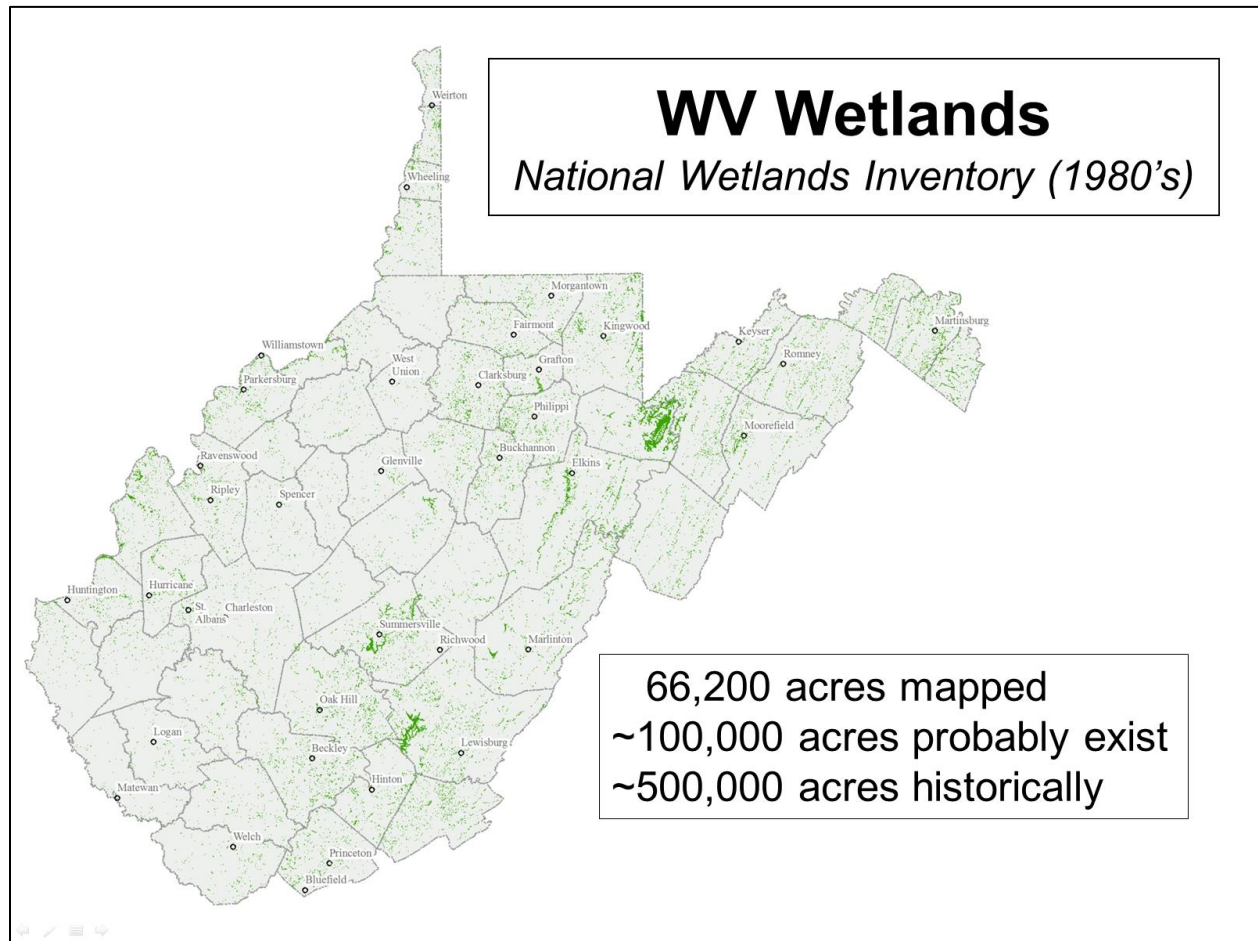 WV Wetlands
National Wetlands Inventory (1980's)
Weirton
Wheeling
Morgantown
Fairmont
Kingwood
Keyser
Martinsburg
Williamstown
West
Union
Grafton
Romney
Parkersburg
Clarksburg
Philippi
Moorefield
Ravenswood
Glenville
Buckhannon
Elkins
Ripley
Spencer
Huntington
Hurricane
St.
Albans
Charleston
Summersville
Richwood
Marlinton
66,200 acres mapped
~100,000 acres probably exist
~500,000 acres historically
Oak Hill
Logan
Beckley
Lewisburg
Hinton
Matewan
Welch
Princeton
Bluefield